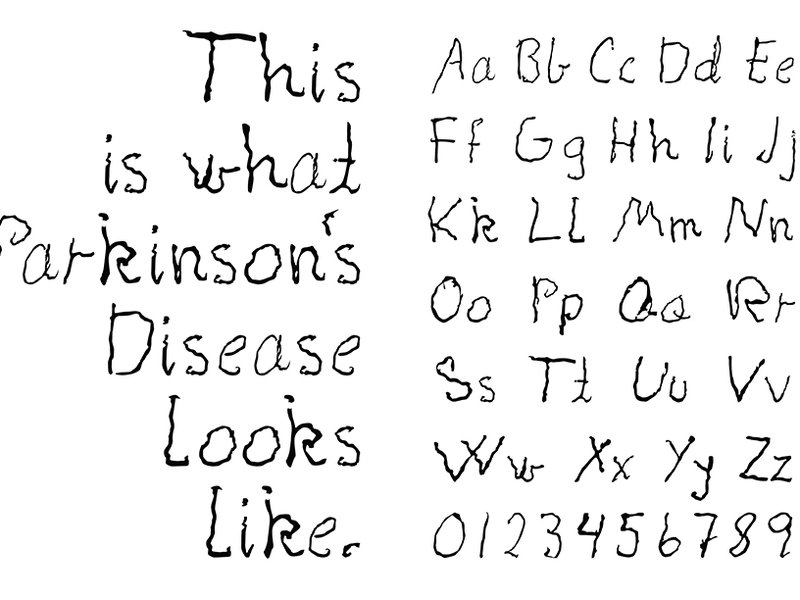 This
is what
Parkinson's
Disease
Looks
Like.
Aa Bb Cc Dd Ee
Ff Gg Hh Ii Jj
Kk Ll Mm Nn
Oo Pp Qq Rr
Ss Tt Uu Vv
Ww Xx Yy Zz
0123456789